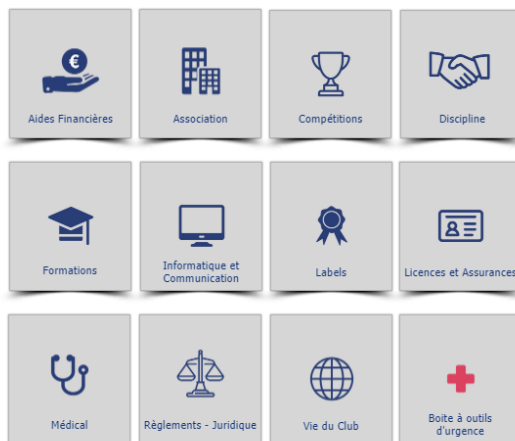 €
Aides Financières
Association
Compétitions
Discipline
Formations
Informatique et
Communication
Labels
Licences et Assurances
Médical
Règlements - Juridique
Vie du Club
Boite à outils
d'urgence